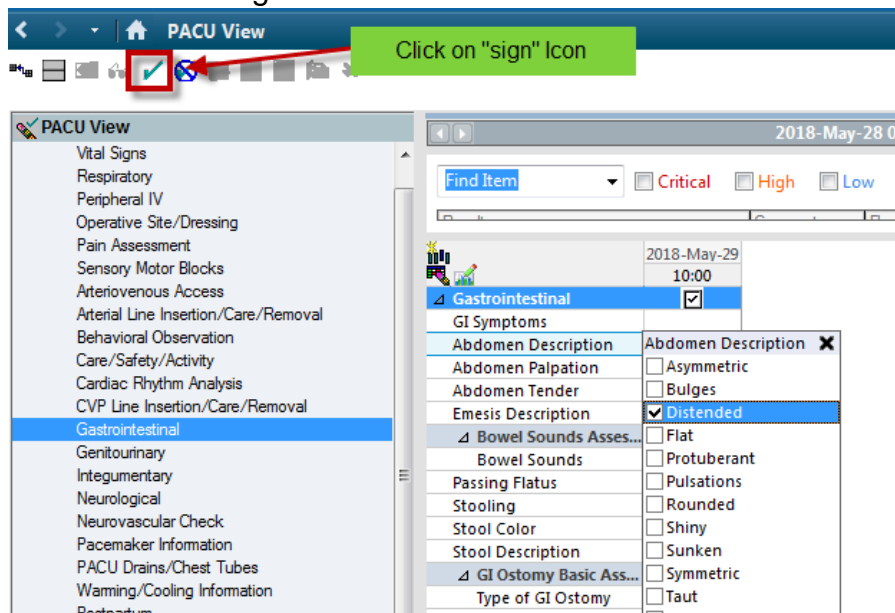 PACU View
Click on "sign" Icon
PACU View
Vital Signs
Respiratory
Peripheral IV
Operative Site/Dressing
Pain Assessment
Sensory Motor Blocks
Arteriovenous Access
Arterial Line Insertion/Care/Removal
Behavioral Observation
Care/Safety/Activity
Cardiac Rhythm Analysis
CVP Line Insertion/Care/Removal
Gastrointestinal
Genitourinary
Integumentary
Neurological
Neurovascular Check
Pacemaker Information
PACU Drains/Chest Tubes
Warming/Cooling Information
2018-May-28 0
Find Item
Critical High Low
2018-May-29
10:00
Gastrointestinal
GI Symptoms
Abdomen Description
Abdomen Palpation
Abdomen Tender
Emesis Description
Bowel Sounds Asses...
Bowel Sounds
Passing Flatus
Stooling
Stool Color
Stool Description
GI Ostomy Basic Ass...
Type of GI Ostomy
Abdomen Description
Asymmetric
Bulges
Distended
Flat
Protuberant
Pulsations
Rounded
Shiny
Sunken
Symmetric
Taut